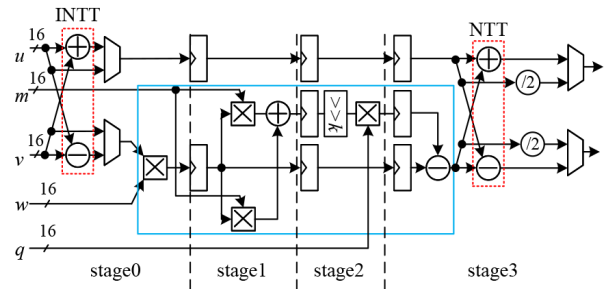 INTT
NTT
16
u
16
m
16
v
16
w
16
q
/2
/2
>>k
stage0
stage1
stage2
stage3